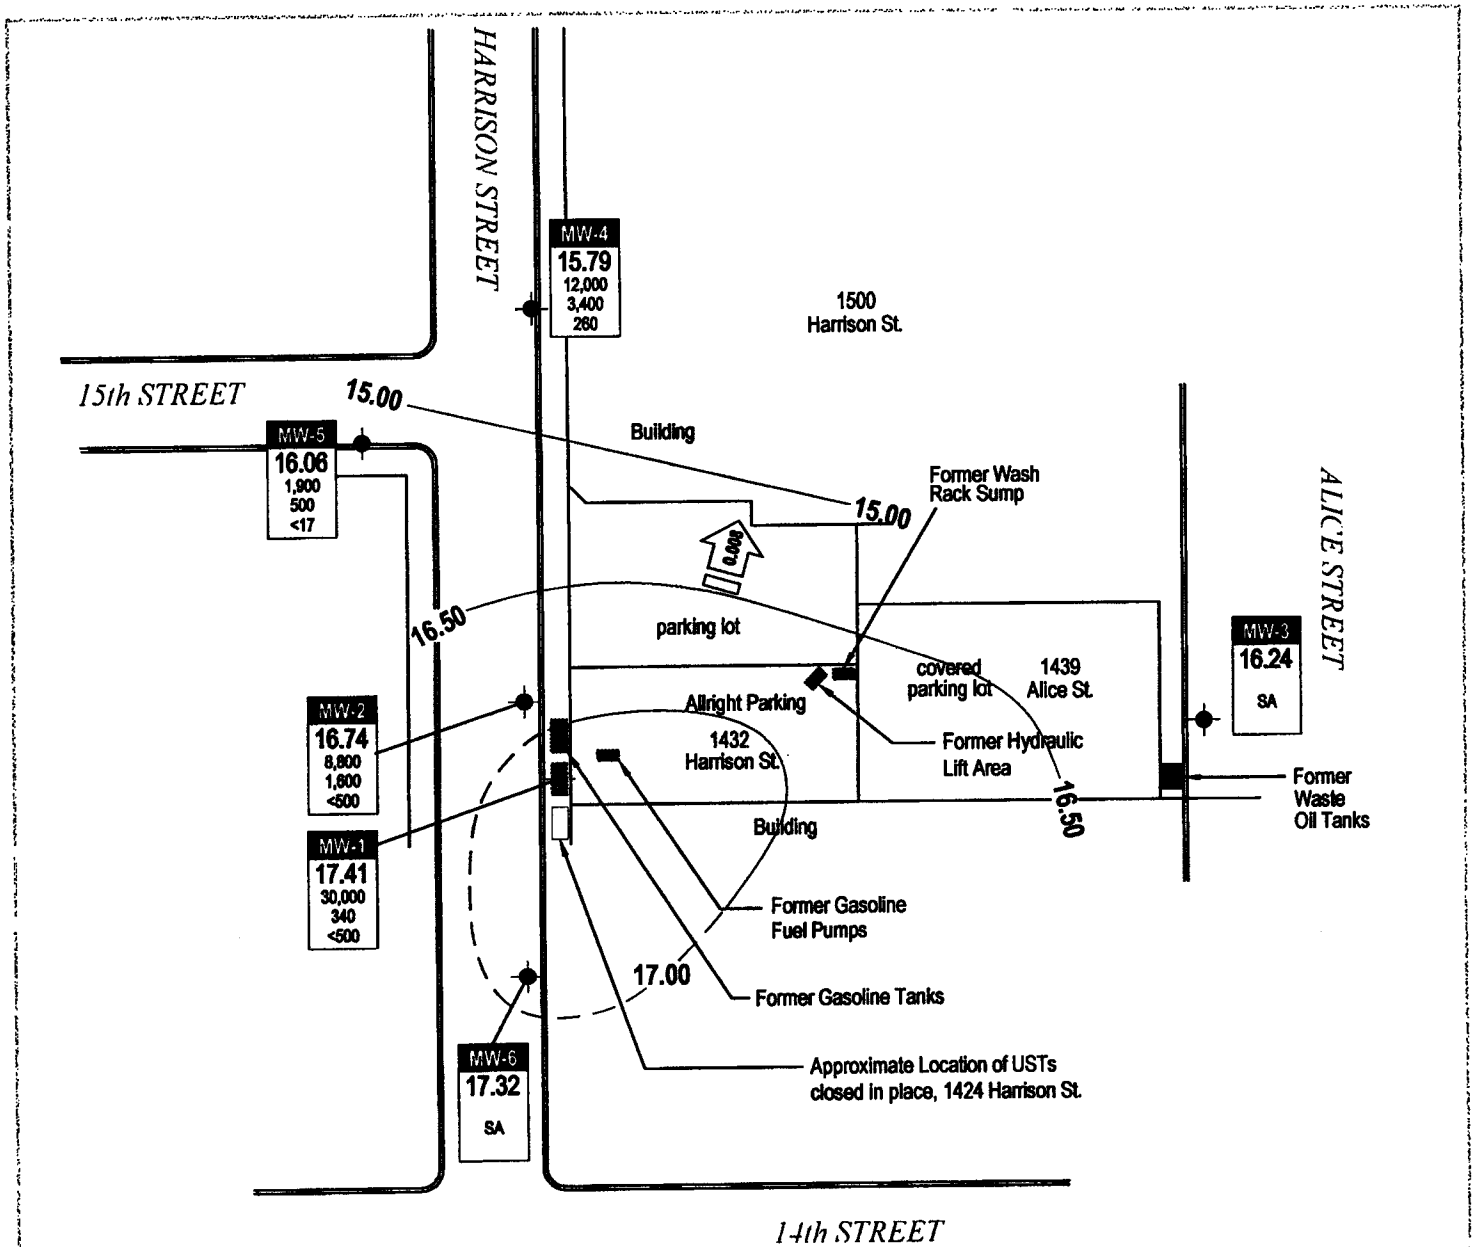 HARRISON STREET
MW-4
15.79
12,000
3,400
260
1500
Harrison St.
15th STREET
15.00
MW-5
16.06
1,900
500
<17
Building
Former Wash
Rack Sump
15.00
ALICE STREET
0.008
16.50
parking lot
MW-3
16.24
SA
covered
parking lot
1439
Alice St.
Allright Parking
1432
Harrison St.
MW-2
16.74
8,800
1,600
<500
Former Hydraulic
Lift Area
Former
Waste
Oil Tanks
16.50
Building
MW-1
17.41
30,000
340
<500
Former Gasoline
Fuel Pumps
17.00
Former Gasoline Tanks
MW-6
17.32
SA
Approximate Location of USTs
closed in place, 1424 Harrison St.
14th STREET